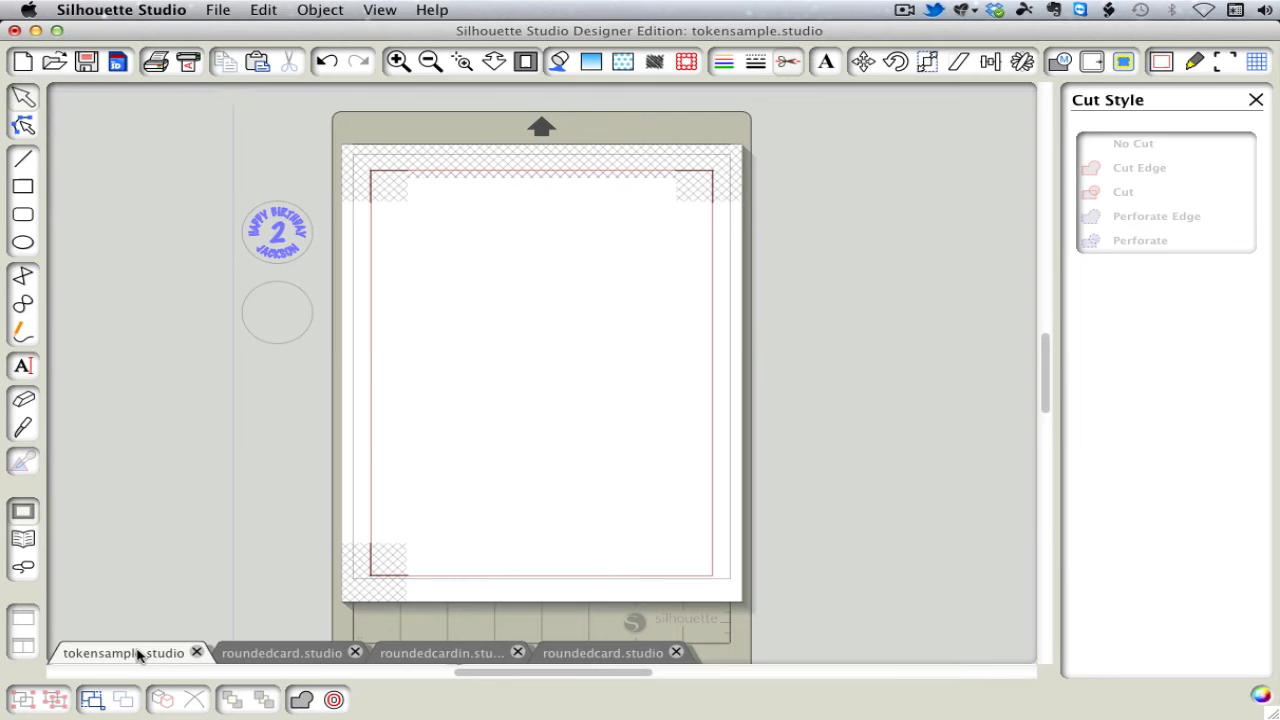 Silhouette Studio File Edit Object View Help
Silhouette Studio Designer Edition: tokensample.studio
Cut Style
No Cut
Cut Edge
Cut
Perforate Edge
Perforate
HAPPY BIRTHDAY
2
JACKSON
silhouette
tokensample.studio roundedcard.studio roundedcardin.stu... roundedcard.studio